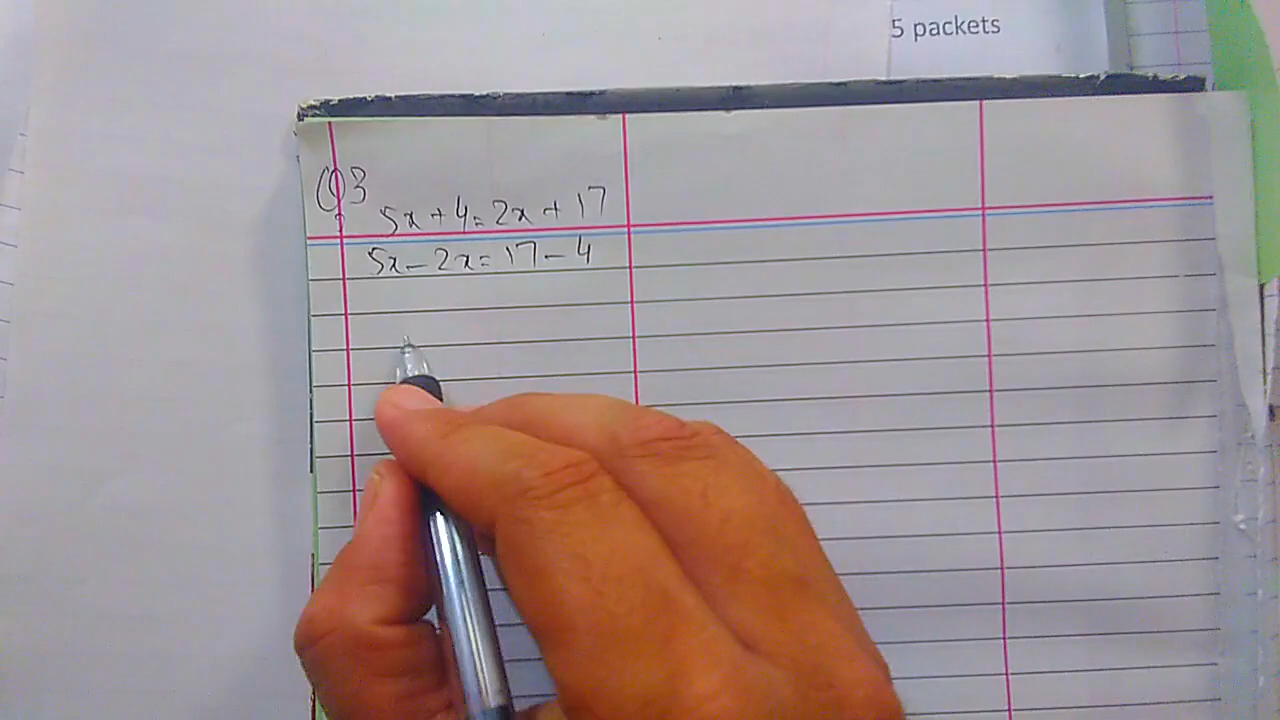 5 packets
Q3
5x + 4 = 2x + 17
5x - 2x = 17 - 4